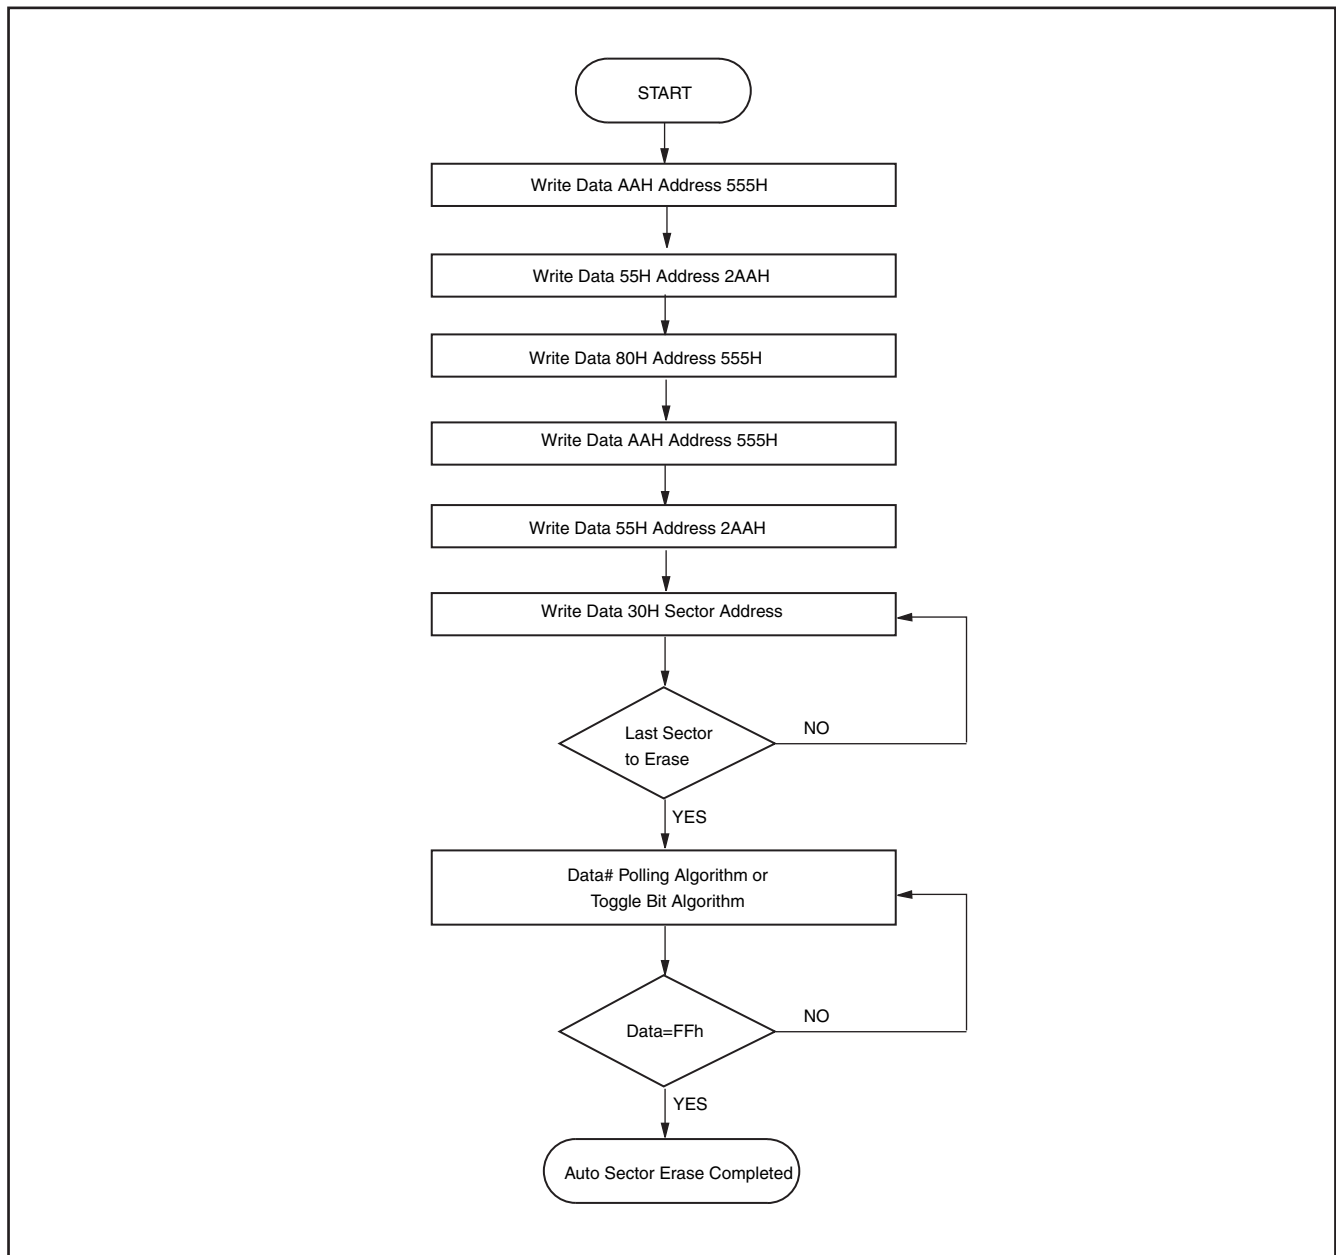 START
Write Data AAH Address 555H
Write Data 55H Address 2AAH
Write Data 80H Address 555H
Write Data AAH Address 555H
Write Data 55H Address 2AAH
Write Data 30H Sector Address
Last Sector
to Erase
NO
YES
Data# Polling Algorithm or
Toggle Bit Algorithm
Data=FFh
NO
YES
Auto Sector Erase Completed